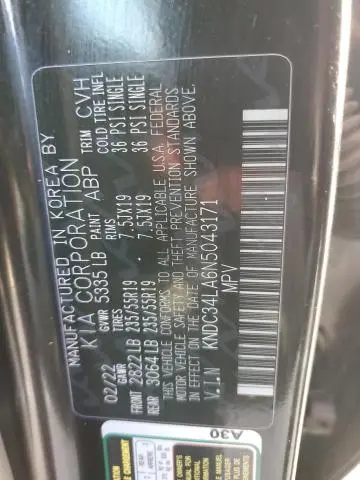 MANUFACTURED IN KOREA BY
KIA CORPORATION
GVWR PAINT TRIM
5335 LB ABP CVH
02/22 GAWR RIMS COLD TIRE INFL
FRONT 2822 LB 235/55R19 7.5JX19 36 PSI SINGLE
REAR 3064 LB 235/55R19 7.5JX19 36 PSI SINGLE
THIS VEHICLE CONFORMS TO ALL APPLICABLE U.S.A. FEDERAL
MOTOR VEHICLE SAFETY AND THEFT PREVENTION STANDARDS
IN EFFECT ON THE DATE OF MANUFACTURE SHOWN ABOVE.
V.I.N KNDC34LA6N5043171
MPV
A30